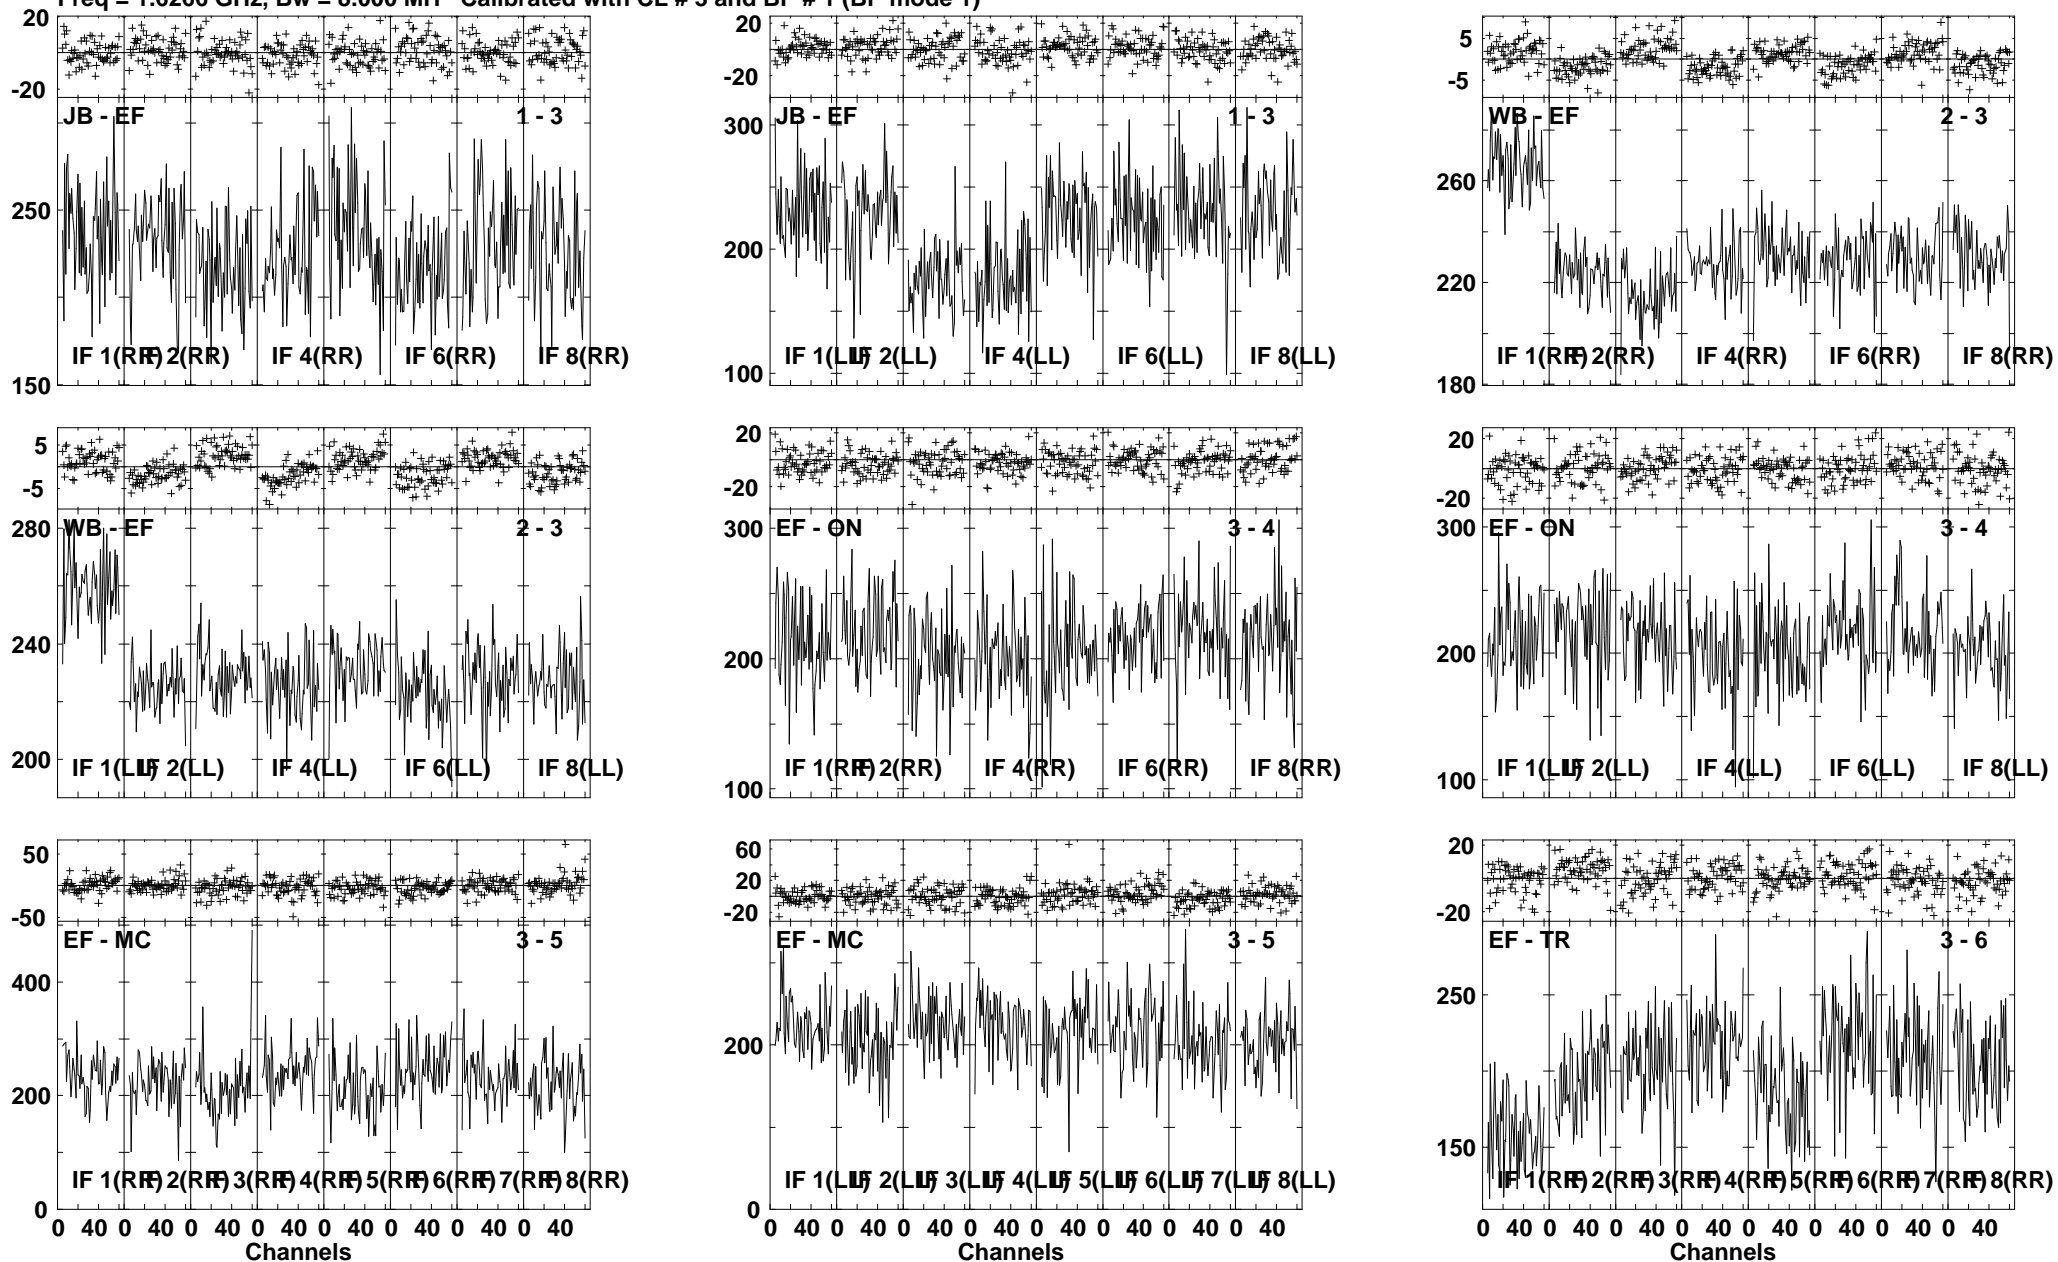 Calibrated with CL # 3 and BP # 1 (BP mode 1)
20 -20 20 -20 5 -5
JB - EF 1 - 3 JB - EF 1 - 3 WB - EF 2 - 3
250 150 300 200 100 260 220 180
IF 1(RR) IF 2(RR) IF 4(RR) IF 6(RR) IF 8(RR) IF 1(LL) IF 2(LL) IF 4(LL) IF 6(LL) IF 8(LL) IF 1(RR) IF 2(RR) IF 4(RR) IF 6(RR) IF 8(RR)
5 -5 20 -20 20 -20
WB - EF 2 - 3 EF - ON 3 - 4 EF - ON 3 - 4
280 240 200 300 200 100 300 200 100
IF 1(LL) IF 2(LL) IF 4(LL) IF 6(LL) IF 8(LL) IF 1(RR) IF 2(RR) IF 4(RR) IF 6(RR) IF 8(RR) IF 1(LL) IF 2(LL) IF 4(LL) IF 6(LL) IF 8(LL)
50 -50 60 20 -20 20 -20
EF - MC 3 - 5 EF - MC 3 - 5 EF - TR 3 - 6
400 200 0 200 0 250 150
IF 1(RR) IF 2(RR) IF 3(RR) IF 4(RR) IF 5(RR) IF 6(RR) IF 7(RR) IF 8(RR) IF 1(LL) IF 2(LL) IF 3(LL) IF 4(LL) IF 5(LL) IF 6(LL) IF 7(LL) IF 8(LL) IF 1(RR) IF 2(RR) IF 3(RR) IF 4(RR) IF 5(RR) IF 6(RR) IF 7(RR) IF 8(RR)
0 40 0 40 0 40 0 40 0 40 0 40 0 40 0 40 0 40 0 40 0 40 0 40 0 40 0 40 0 40 0 40 0 40 0 40 0 40 0 40 0 40 0 40 0 40 0 40
Channels Channels Channels